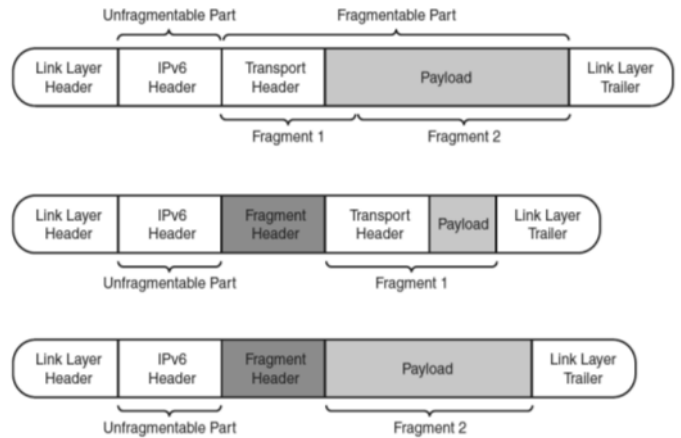 Unfragmentable Part
Fragmentable Part
Link Layer
Header
IPv6
Header
Transport
Header
Payload
Link Layer
Trailer
Fragment 1
Fragment 2
Link Layer
Header
IPv6
Header
Fragment
Header
Transport
Header
Payload
Link Layer
Trailer
Unfragmentable Part
Fragment 1
Link Layer
Header
IPv6
Header
Fragment
Header
Payload
Link Layer
Trailer
Unfragmentable Part
Fragment 2